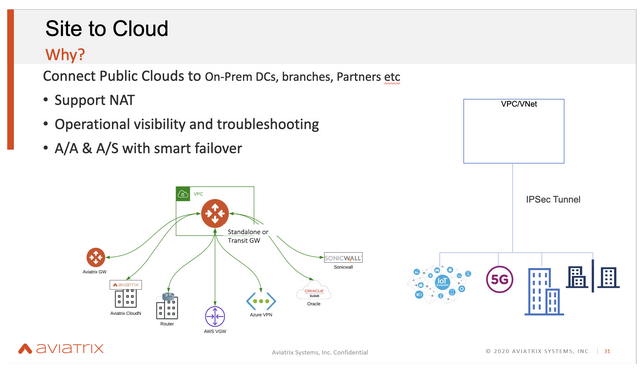 Site to Cloud
Why?
Connect Public Clouds to On-Prem DCs, branches, Partners etc
• Support NAT
• Operational visibility and troubleshooting
• A/A & A/S with smart failover
VPC/VNet
IPSec Tunnel
VPC
Standalone or
Transit GW
SONICWALL
Sonicwall
Aviatrix GW
AVIATRIX
Aviatrix CloudN
Router
AWS VGW
Azure VPN
ORACLE
CLOUD
Oracle
IoT
5G
AVIATRIX
Aviatrix Systems, Inc. Confidential
© 2020 AVIATRIX SYSTEMS, INC. | 31